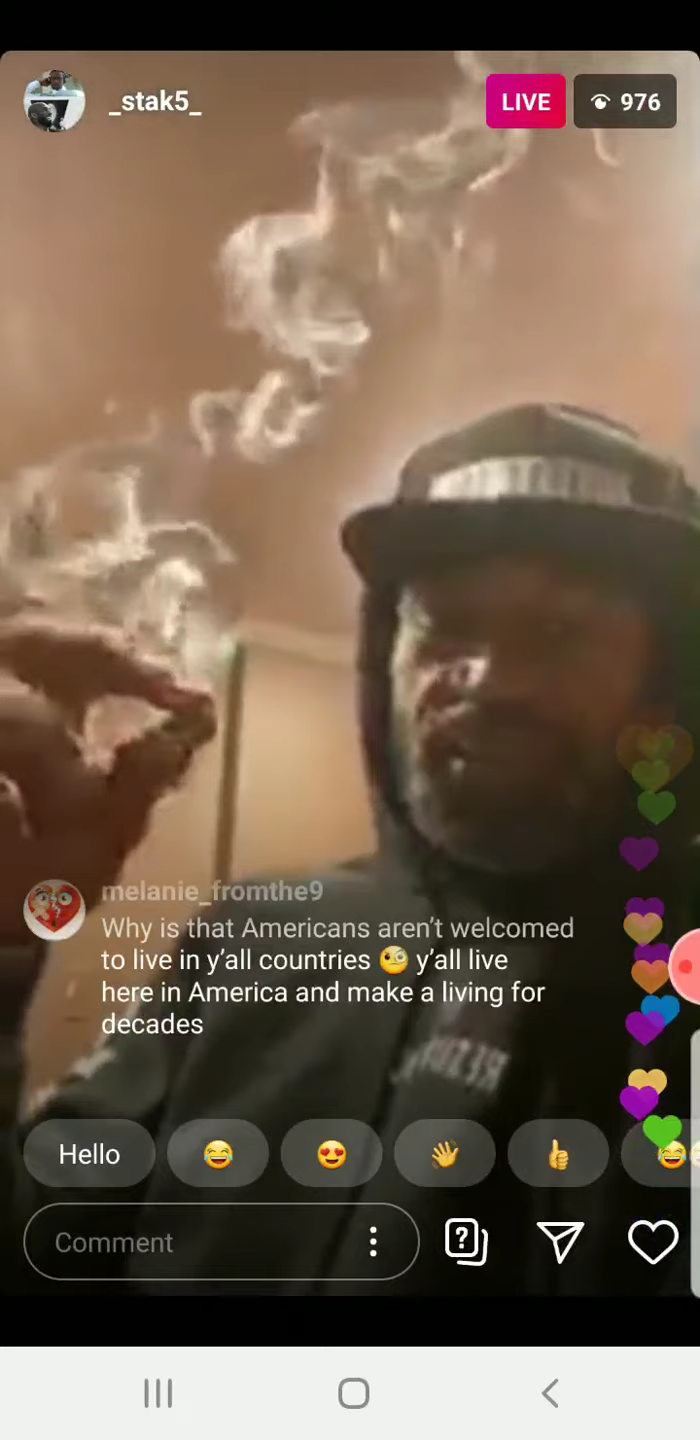 _stak5_
LIVE
976
melanie_fromthe9
Why is that Americans aren't welcomed
to live in y'all countries 🧐 y'all live
here in America and make a living for
decades
Hello
Comment